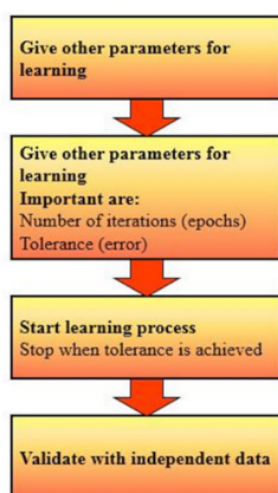 Give other parameters for
learning
Give other parameters for
learning
Important are:
Number of iterations (epochs)
Tolerance (error)
Start learning process
Stop when tolerance is achieved
Validate with independent data